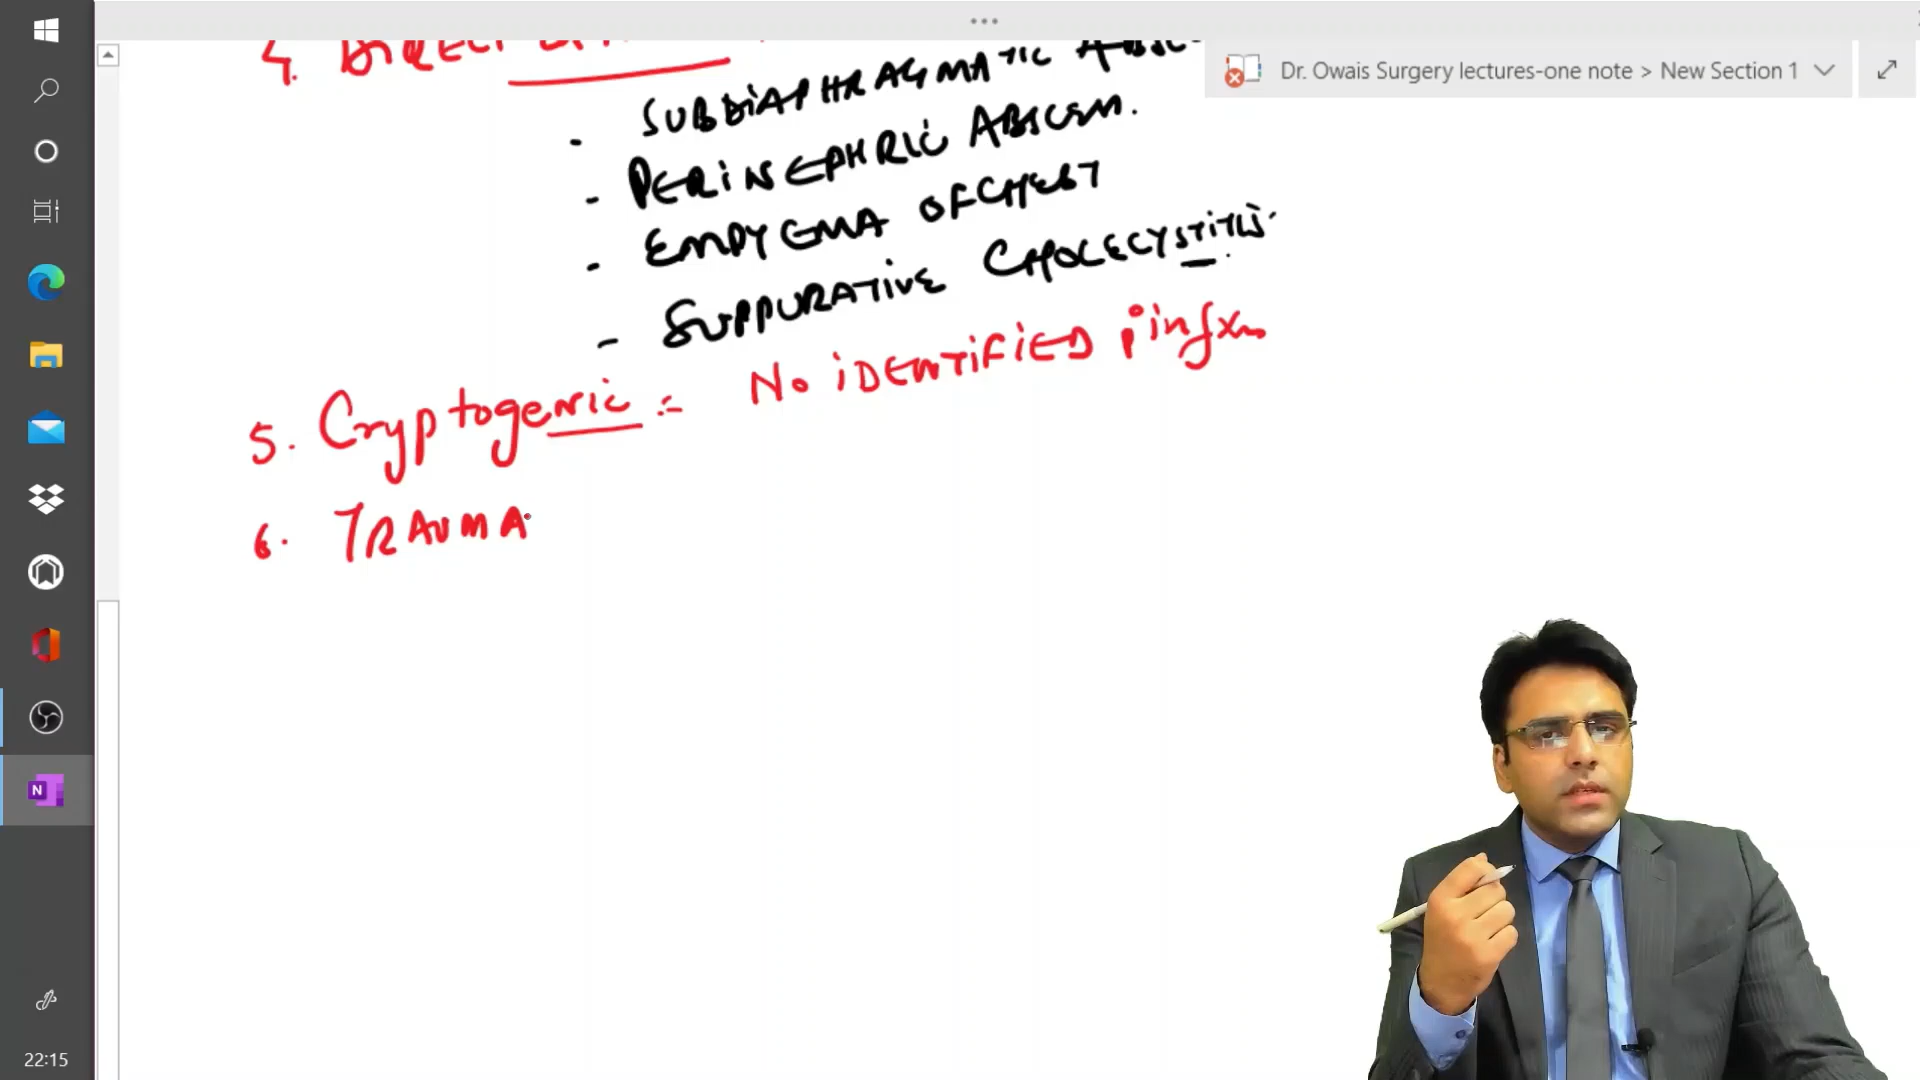 Dr. Owais Surgery lectures-one note > New Section 1
4. DIRECT
- SUBDIAPHRAGMATIC
- PERINEPHRIC ABSCESS.
- EMPYEMA OF CHEST
- SUPPURATIVE CHOLECYSTITIS.
5. Cryptogenic := NO IDENTIFIED infxn
6. TRAUMA
N
22:15